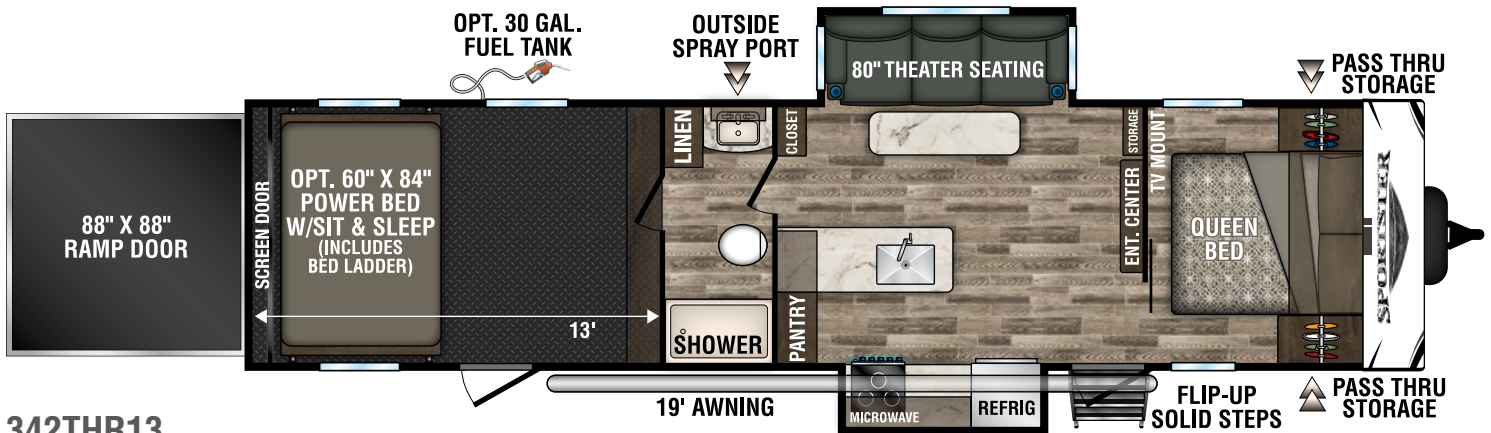 OPT. 30 GAL.
FUEL TANK
OUTSIDE
SPRAY PORT
80" THEATER SEATING
PASS THRU
STORAGE
88" X 88"
RAMP DOOR
SCREEN DOOR
OPT. 60" X 84"
POWER BED
W/SIT & SLEEP
(INCLUDES
BED LADDER)
13'
LINEN
SHOWER
CLOSET
PANTRY
STORAGE
ENT. CENTER
TV MOUNT
QUEEN
BED
SPORTSTER
19' AWNING
MICROWAVE
REFRIG
FLIP-UP
SOLID STEPS
PASS THRU
STORAGE
342THR13